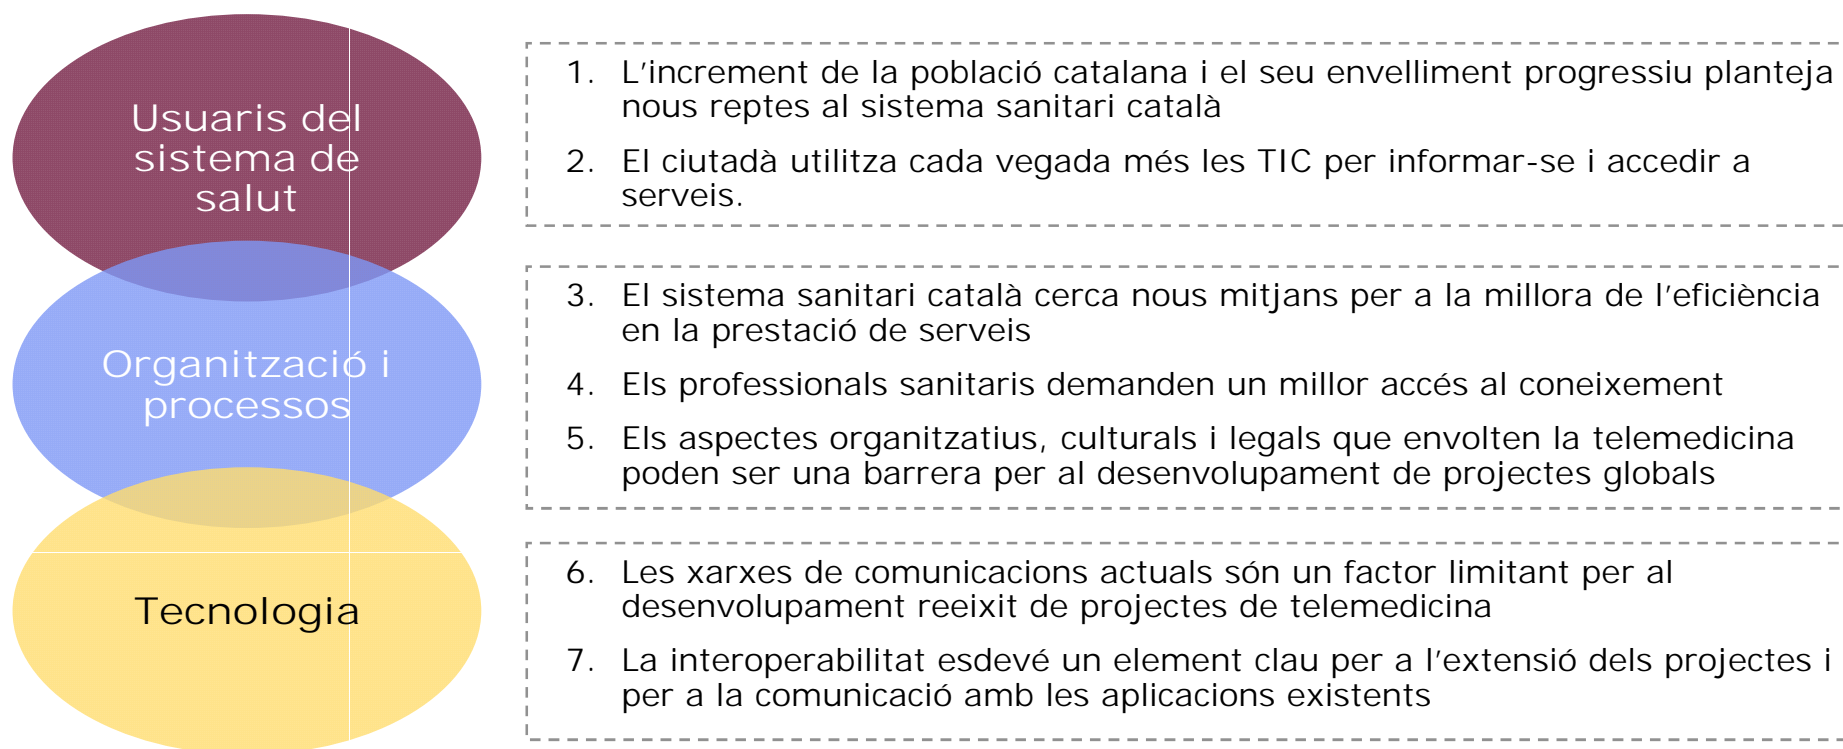 Usuaris del
sistema de
salut
1. L'increment de la població catalana i el seu envelliment progressiu planteja
nous reptes al sistema sanitari català
2. El ciutadà utilitza cada vegada més les TIC per informar-se i accedir a
serveis.
Organització i
processos
3. El sistema sanitari català cerca nous mitjans per a la millora de l'eficiència
en la prestació de serveis
4. Els professionals sanitaris demanden un millor accés al coneixement
5. Els aspectes organitzatius, culturals i legals que envolten la telemedicina
poden ser una barrera per al desenvolupament de projectes globals
Tecnologia
6. Les xarxes de comunicacions actuals són un factor limitant per al
desenvolupament reeixit de projectes de telemedicina
7. La interoperabilitat esdevé un element clau per a l'extensió dels projectes i
per a la comunicació amb les aplicacions existents